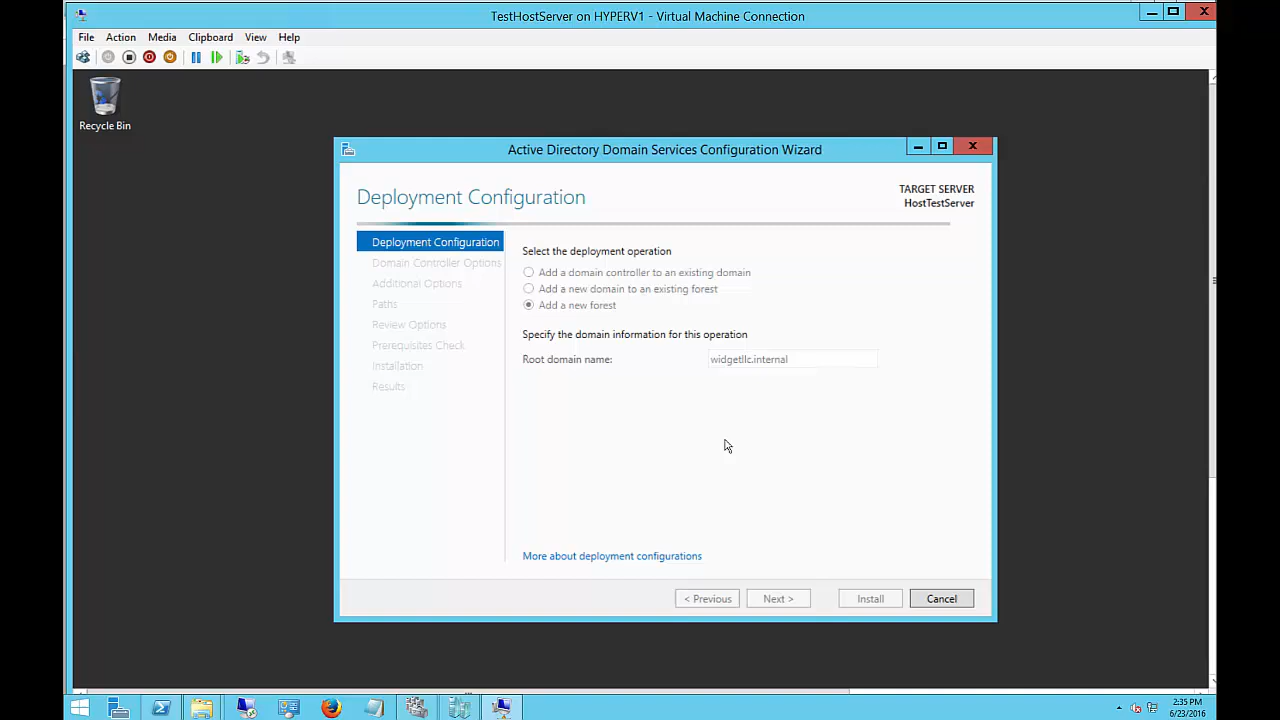 TestHostServer on HYPERV1 - Virtual Machine Connection
File Action Media Clipboard View Help
Recycle Bin
Active Directory Domain Services Configuration Wizard
Deployment Configuration
TARGET SERVER
HostTestServer
Deployment Configuration
Domain Controller Options
Additional Options
Paths
Review Options
Prerequisites Check
Installation
Results
Select the deployment operation
Add a domain controller to an existing domain
Add a new domain to an existing forest
Add a new forest
Specify the domain information for this operation
Root domain name: widgetllc.internal
More about deployment configurations
< Previous Next > Install Cancel
2:35 PM
6/23/2016